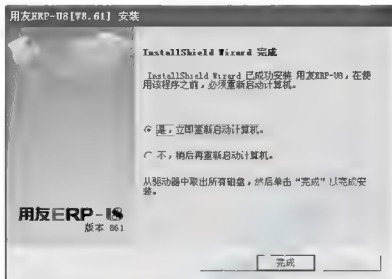 用友ERP-U8[V8.61] 安装
InstallShield Wizard 完成
InstallShield Wizard 已成功安装 用友ERP-U8，在使
用该程序之前，必须重新启动计算机。
是，立即重新启动计算机。
不，稍后再重新启动计算机。
从驱动器中取出所有磁盘，然后单击“完成”以完成安
装。
用友ERP-U8
版本 861
完成